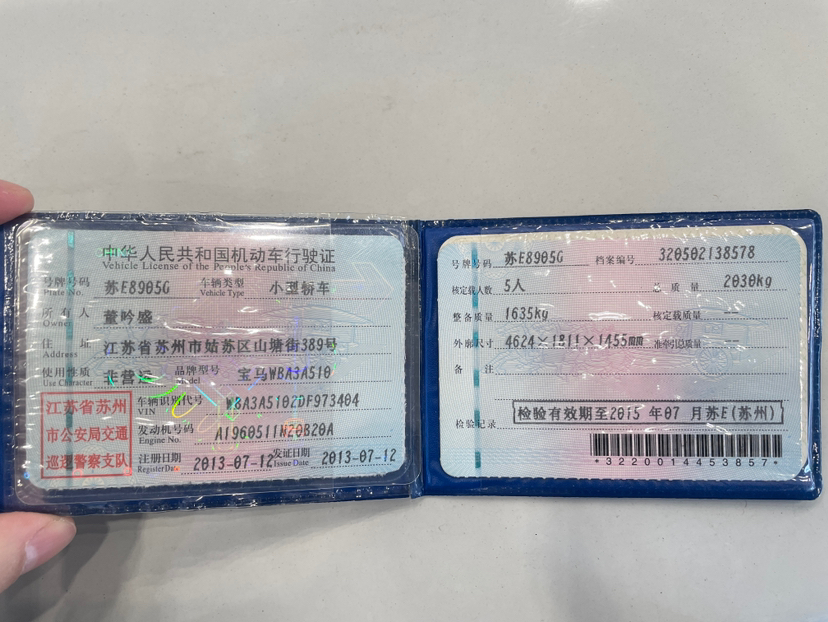 中华人民共和国机动车行驶证
Vehicle License of the People's Republic of China
号牌号码 苏E8905G 车辆类型 小型轿车
Plate No. Vehicle Type
所有人 董吟盛
Owner
住址 江苏省苏州市姑苏区山塘街389号
Address
使用性质 非营运 品牌型号 宝马WBA3A510
Use Character Model
江苏省苏州
市公安局交通
巡逻警察支队
车辆识别代号 WBA3A5102DF973404
VIN
发动机号码 A1960511N20B20A
Engine No.
注册日期 2013-07-12 发证日期 2013-07-12
Register Date Issue Date
号牌号码 苏E8905G 档案编号 320502138578
核定载人数 5人 总质量 2030kg
整备质量 1635kg 核定载质量 --
外廓尺寸 4624×1811×1455mm 准牵引总质量 --
备注
检验记录 检验有效期至2015年07月苏E(苏州)
*3220014453857*